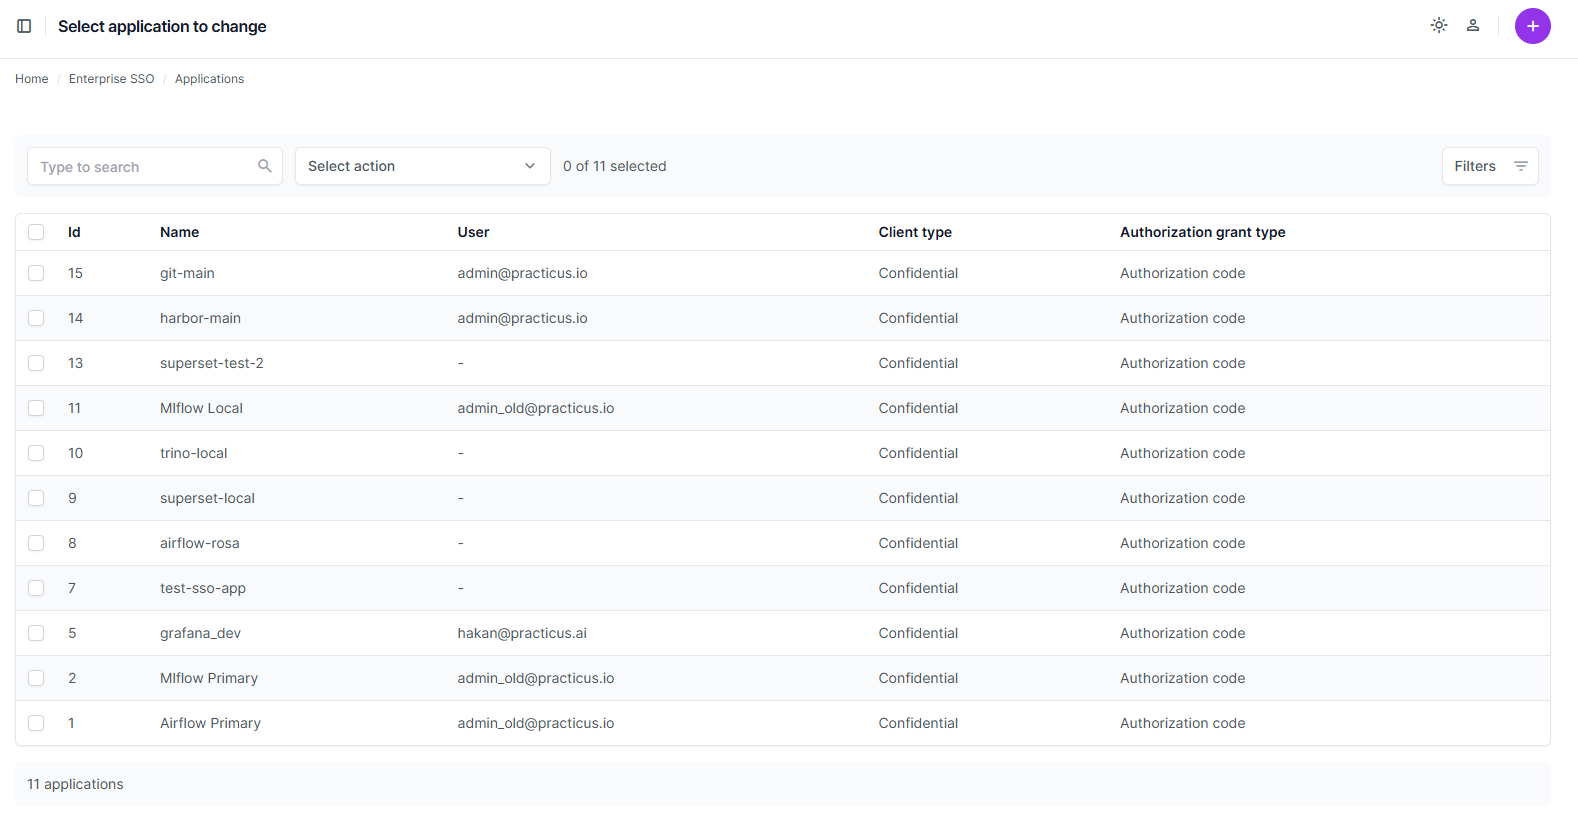 Select application to change
Home / Enterprise SSO / Applications
Type to search Select action 0 of 11 selected Filters
Id Name User Client type Authorization grant type
15 git-main admin@practicus.io Confidential Authorization code
14 harbor-main admin@practicus.io Confidential Authorization code
13 superset-test-2 - Confidential Authorization code
11 Mlflow Local admin_old@practicus.io Confidential Authorization code
10 trino-local - Confidential Authorization code
9 superset-local - Confidential Authorization code
8 airflow-rosa - Confidential Authorization code
7 test-sso-app - Confidential Authorization code
5 grafana_dev hakan@practicus.ai Confidential Authorization code
2 Mlflow Primary admin_old@practicus.io Confidential Authorization code
1 Airflow Primary admin_old@practicus.io Confidential Authorization code
11 applications